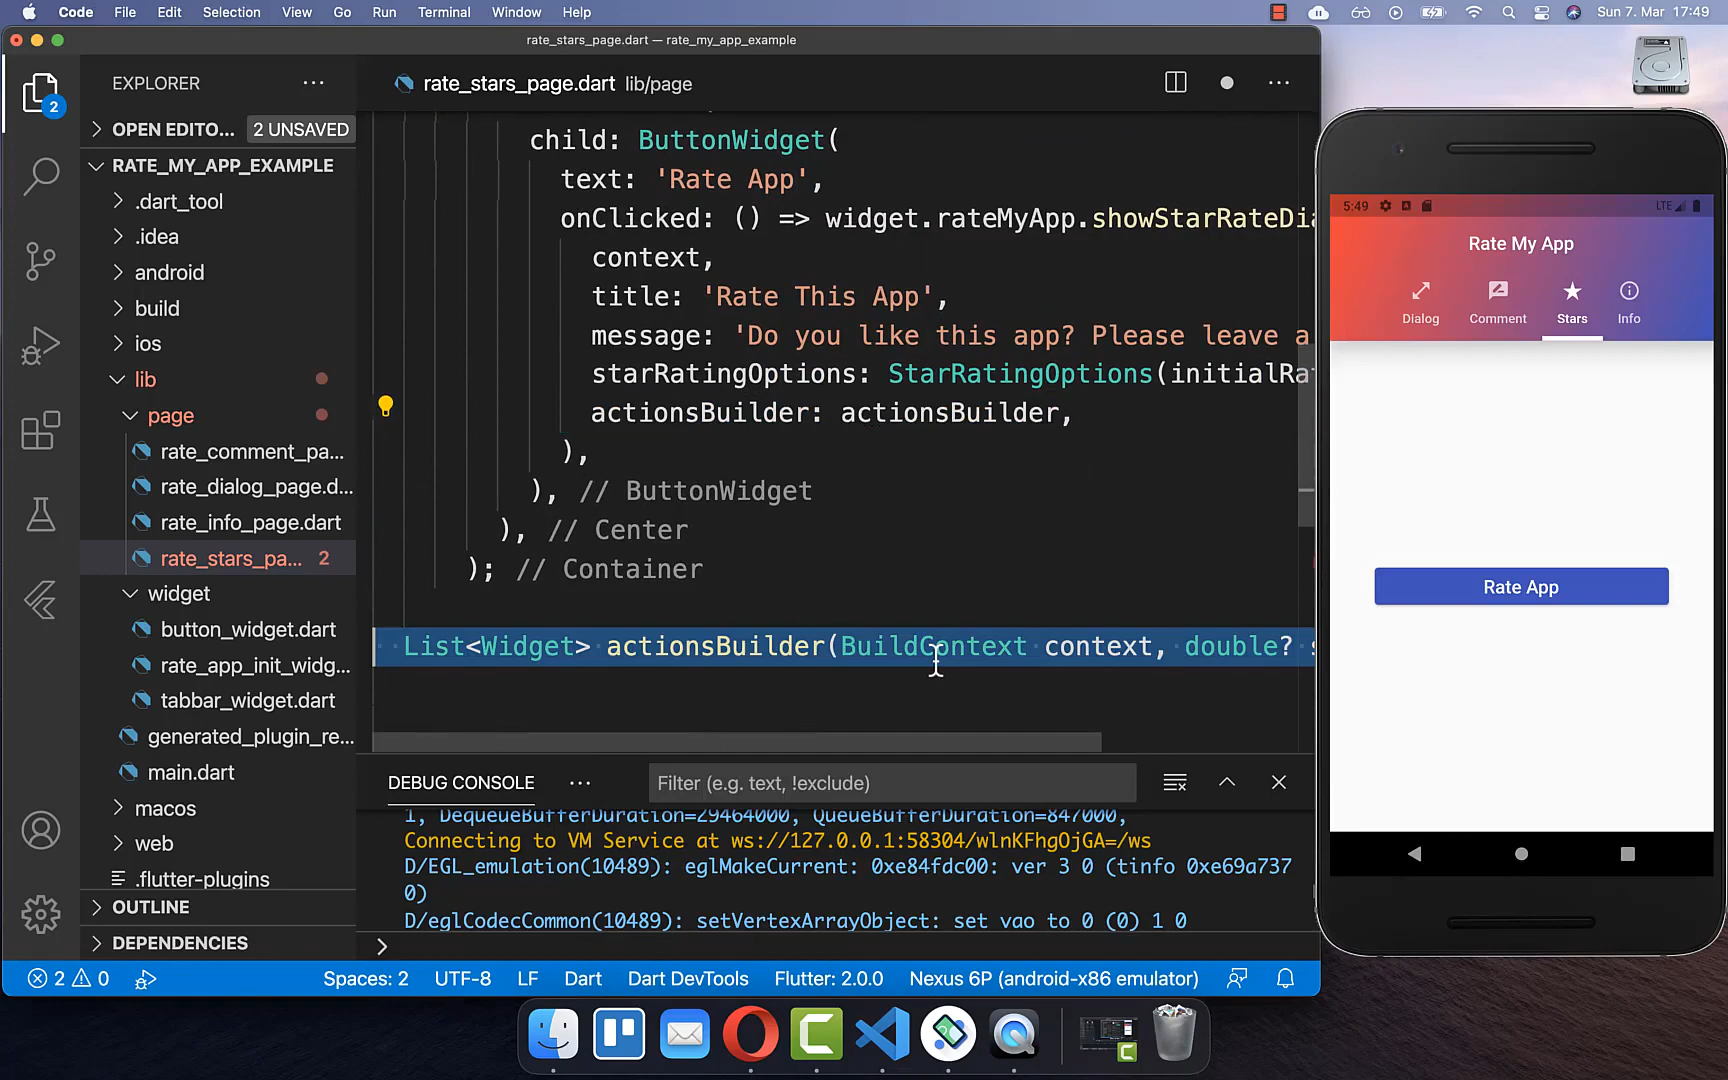 Code File Edit Selection View Go Run Terminal Window Help
Sun 7. Mar 17:49
rate_stars_page.dart — rate_my_app_example
EXPLORER
rate_stars_page.dart lib/page
OPEN EDITO... 2 UNSAVED
RATE_MY_APP_EXAMPLE
.dart_tool
.idea
android
build
ios
lib
page
rate_comment_pa...
rate_dialog_page.d...
rate_info_page.dart
rate_stars_pa... 2
widget
button_widget.dart
rate_app_init_widg...
tabbar_widget.dart
generated_plugin_re...
main.dart
macos
web
.flutter-plugins
OUTLINE
DEPENDENCIES
2
child: ButtonWidget(
text: 'Rate App',
onClicked: () => widget.rateMyApp.showStarRateDia
context,
title: 'Rate This App',
message: 'Do you like this app? Please leave a
starRatingOptions: StarRatingOptions(initialRa
actionsBuilder: actionsBuilder,
),
), // ButtonWidget
), // Center
); // Container
List<Widget> actionsBuilder(BuildContext context, double? s
DEBUG CONSOLE
Filter (e.g. text, !exclude)
1, DequeueBufferDuration=29464000, QueueBufferDuration=847000,
Connecting to VM Service at ws://127.0.0.1:58304/wlnKFhgOjGA=/ws
D/EGL_emulation(10489): eglMakeCurrent: 0xe84fdc00: ver 3 0 (tinfo 0xe69a737
0)
D/eglCodecCommon(10489): setVertexArrayObject: set vao to 0 (0) 1 0
>
2 0 Spaces: 2 UTF-8 LF Dart Dart DevTools Flutter: 2.0.0 Nexus 6P (android-x86 emulator)
5:49 LTE
Rate My App
Dialog Comment Stars Info
Rate App